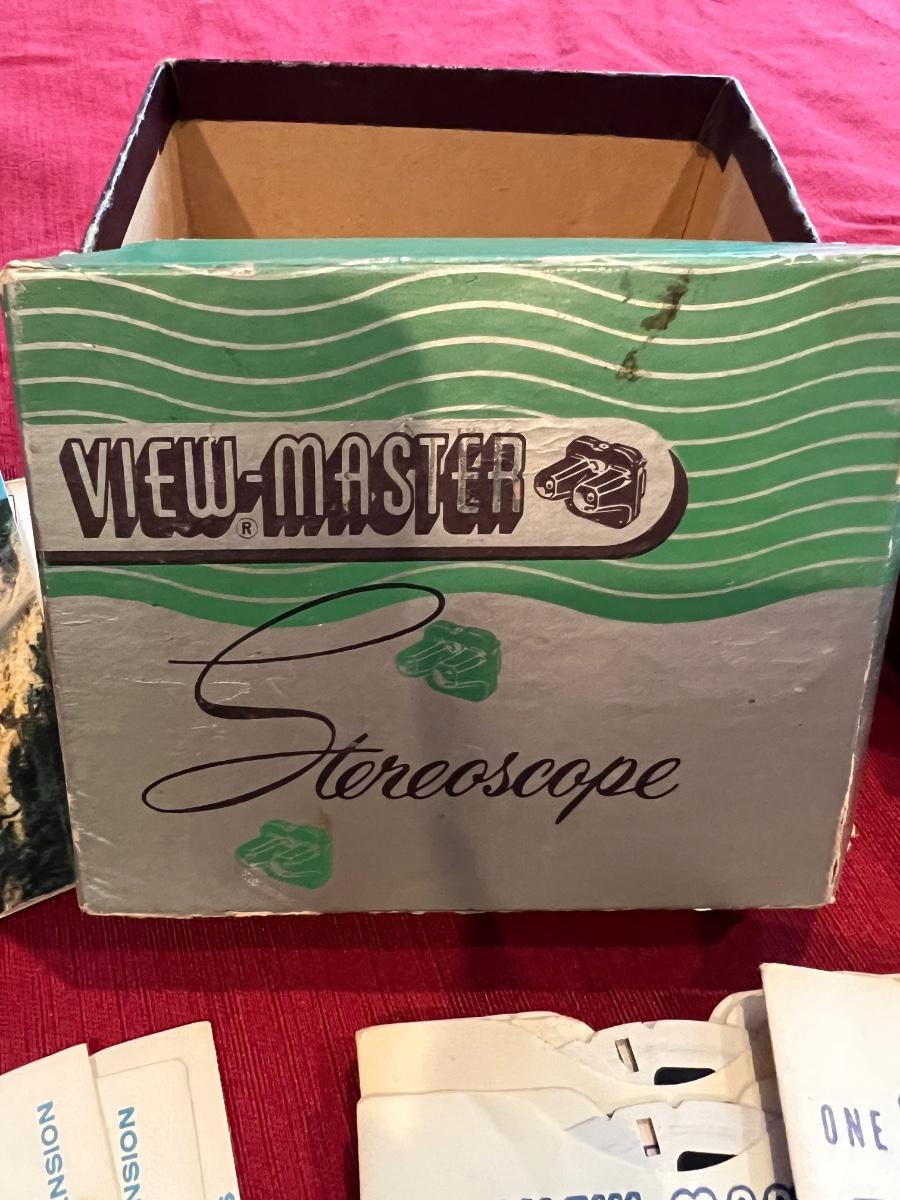 VIEW-MASTER
®
Stereoscope
ONE